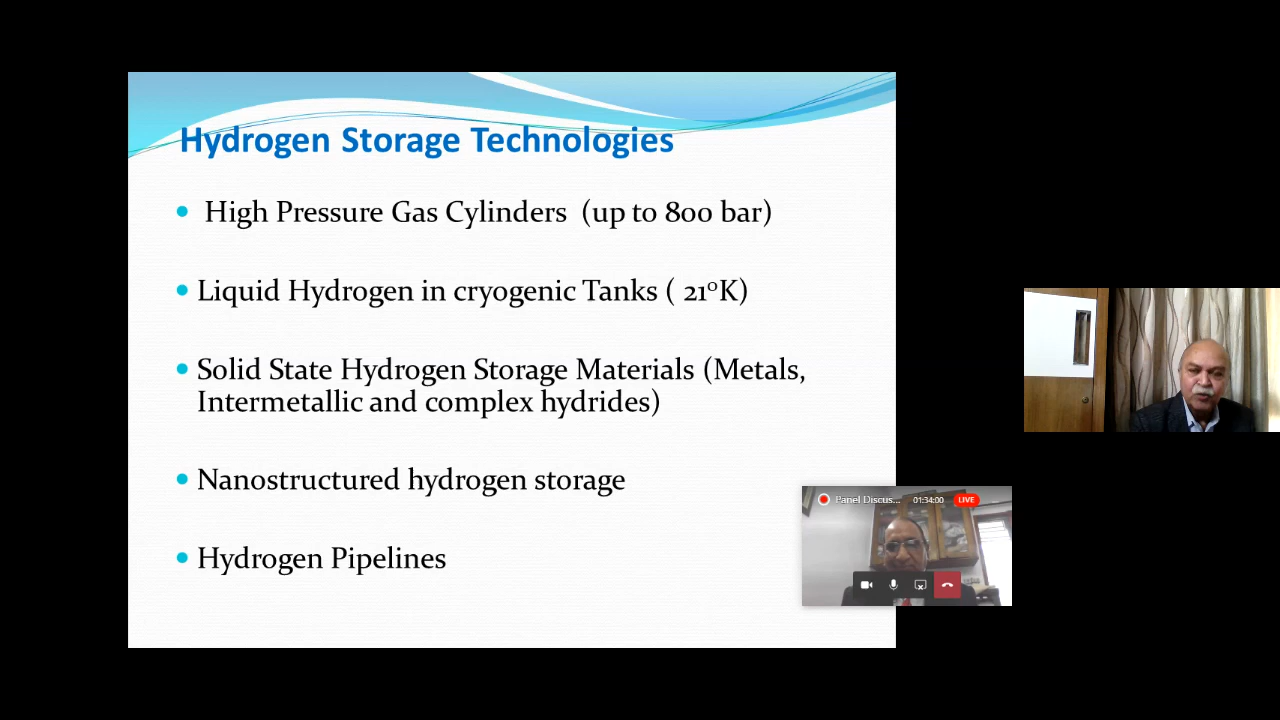 Hydrogen Storage Technologies
• High Pressure Gas Cylinders (up to 800 bar)
• Liquid Hydrogen in cryogenic Tanks ( 21⁰K)
• Solid State Hydrogen Storage Materials (Metals,
Intermetallic and complex hydrides)
• Nanostructured hydrogen storage
Panel Discus... 01:34:00 LIVE
• Hydrogen Pipelines